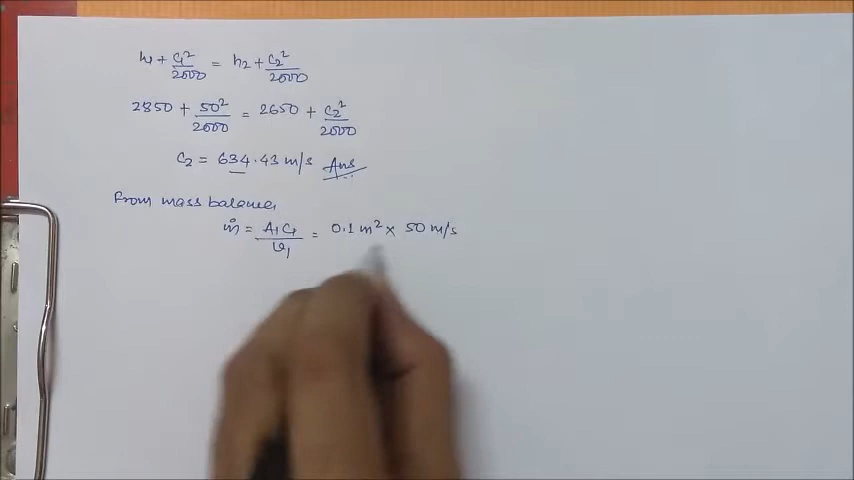 h1 + C1²/2000 = h2 + C2²/2000
2850 + 50²/2000 = 2650 + C2²/2000
C2 = 634.43 m/s Ans
From mass balance,
ṁ = A1C1/v1 = 0.1 m² × 50 m/s